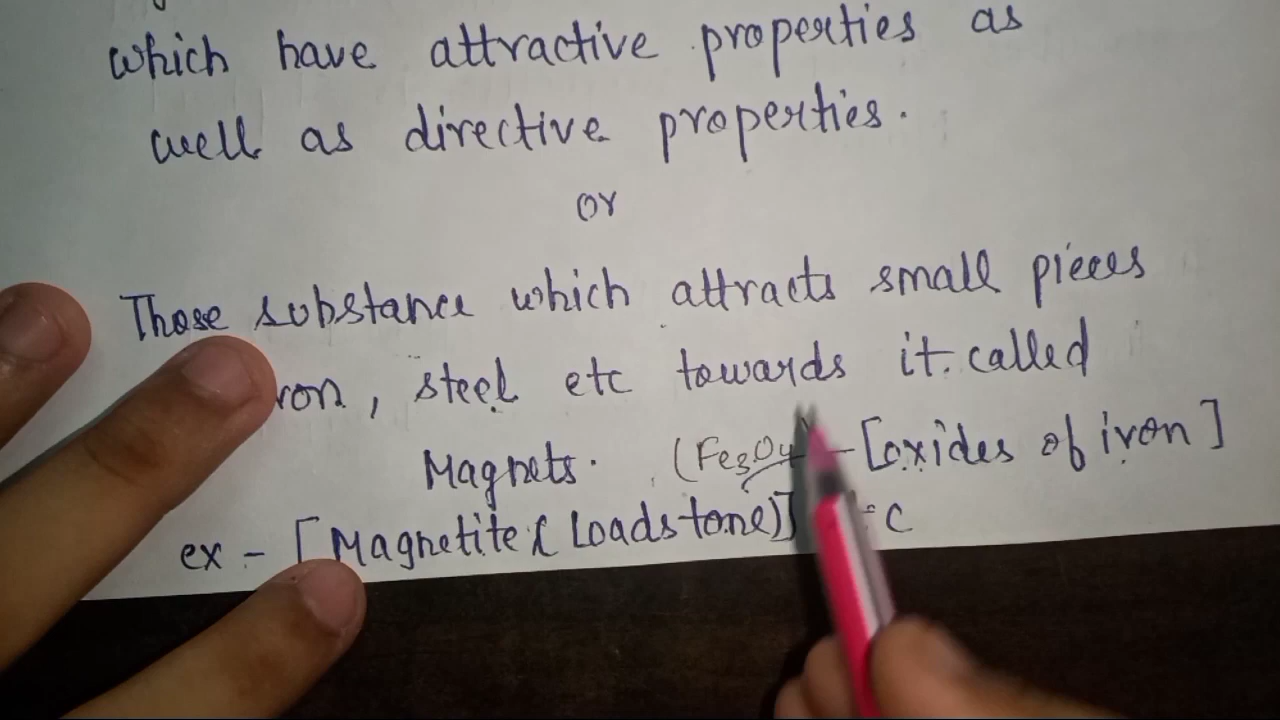 which have attractive properties as
well as directive properties.
or
Those substance which attracts small pieces
ron, steel etc towards it called
Magnets. (Fe3O4) - [oxides of iron]
ex - [Magnetite ( Loadstone)]